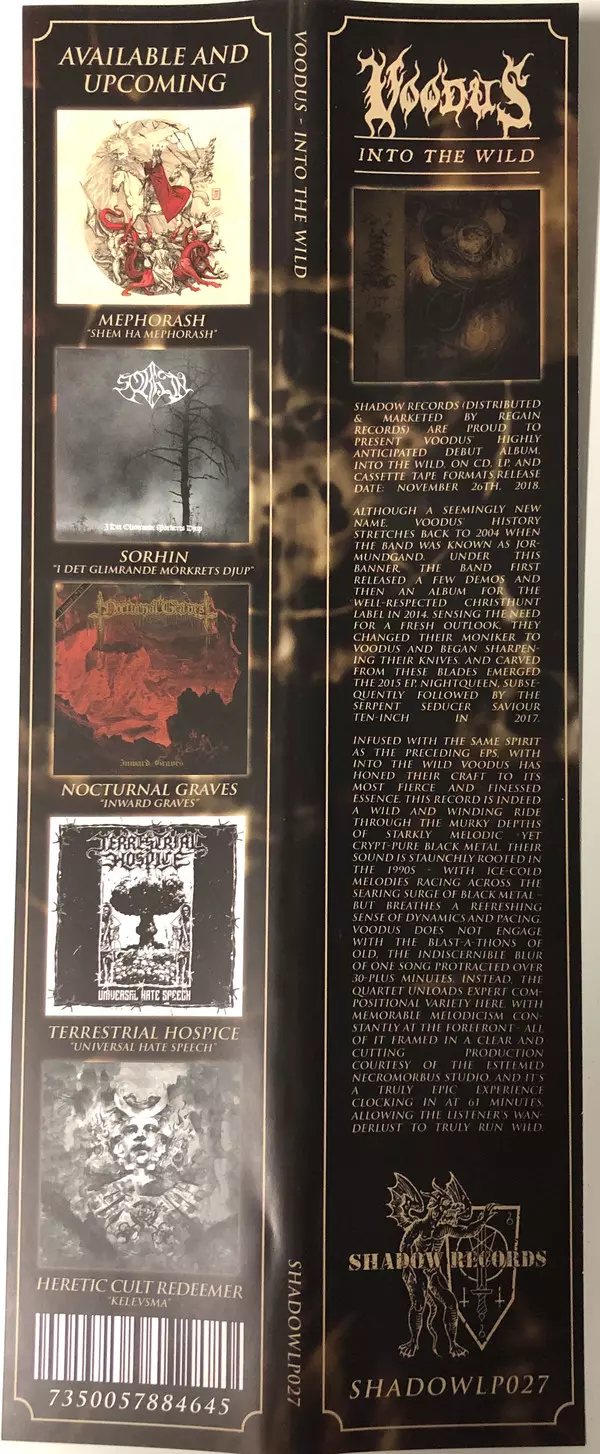 AVAILABLE AND
UPCOMING
MEPHORASH
"SHEM HA MEPHORASH"
SORHIN
I Det Glimrande Mörkrets Djup
SORHIN
"I DET GLIMRANDE MÖRKRETS DJUP"
Nocturnal Graves
Inward Graves
NOCTURNAL GRAVES
"INWARD GRAVES"
TERRESTRIAL
HOSPICE
UNIVERSAL HATE SPEECH
TERRESTRIAL HOSPICE
"UNIVERSAL HATE SPEECH"
HERETIC CULT REDEEMER
"KELEVSMA"
7350057884645
VOODUS - INTO THE WILD
SHADOWLP027
VOODUS
INTO THE WILD
SHADOW RECORDS (DISTRIBUTED
& MARKETED BY REGAIN
RECORDS) ARE PROUD TO
PRESENT VOODUS' HIGHLY
ANTICIPATED DEBUT ALBUM,
INTO THE WILD, ON CD, LP, AND
CASSETTE TAPE FORMATS.RELEASE
DATE: NOVEMBER 26TH, 2018.
ALTHOUGH A SEEMINGLY NEW
NAME, VOODUS' HISTORY
STRETCHES BACK TO 2004 WHEN
THE BAND WAS KNOWN AS JOR-
MUNDGAND. UNDER THIS
BANNER, THE BAND FIRST
RELEASED A FEW DEMOS AND
THEN AN ALBUM FOR THE
WELL-RESPECTED CHRISTHUNT
LABEL IN 2014. SENSING THE NEED
FOR A FRESH OUTLOOK, THEY
CHANGED THEIR MONIKER TO
VOODUS AND BEGAN SHARPEN-
ING THEIR KNIVES, AND CARVED
FROM THESE BLADES EMERGED
THE 2015 EP, NIGHTQUEEN, SUBSE-
QUENTLY FOLLOWED BY THE
SERPENT SEDUCER SAVIOUR
TEN-INCH IN 2017.
INFUSED WITH THE SAME SPIRIT
AS THE PRECEDING EPS, WITH
INTO THE WILD VOODUS HAS
HONED THEIR CRAFT TO ITS
MOST FIERCE AND FINESSED
ESSENCE. THIS RECORD IS INDEED
A WILD AND WINDING RIDE
THROUGH THE MURKY DEPTHS
OF STARKLY MELODIC YET
CRYPT-PURE BLACK METAL. THEIR
SOUND IS STAUNCHLY ROOTED IN
THE 1990S - WITH ICE-COLD
MELODIES RACING ACROSS THE
SEARING SURGE OF BLACK METAL -
BUT BREATHES A REFRESHING
SENSE OF DYNAMICS AND PACING.
VOODUS DOES NOT ENGAGE
WITH THE BLAST-A-THONS OF
OLD, THE INDISCERNIBLE BLUR
OF ONE SONG PROTRACTED OVER
30-PLUS MINUTES. INSTEAD, THE
QUARTET UNLOADS EXPERT COM-
POSITIONAL VARIETY HERE, WITH
MEMORABLE MELODICISM CON-
STANTLY AT THE FOREFRONT - ALL
OF IT FRAMED IN A CLEAR AND
CUTTING PRODUCTION
COURTESY OF THE ESTEEMED
NECROMORBUS STUDIO. AND IT'S
A TRULY EPIC EXPERIENCE
CLOCKING IN AT 61 MINUTES,
ALLOWING THE LISTENER'S WAN-
DERLUST TO TRULY RUN WILD.
SHADOW RECORDS
SHADOWLP027